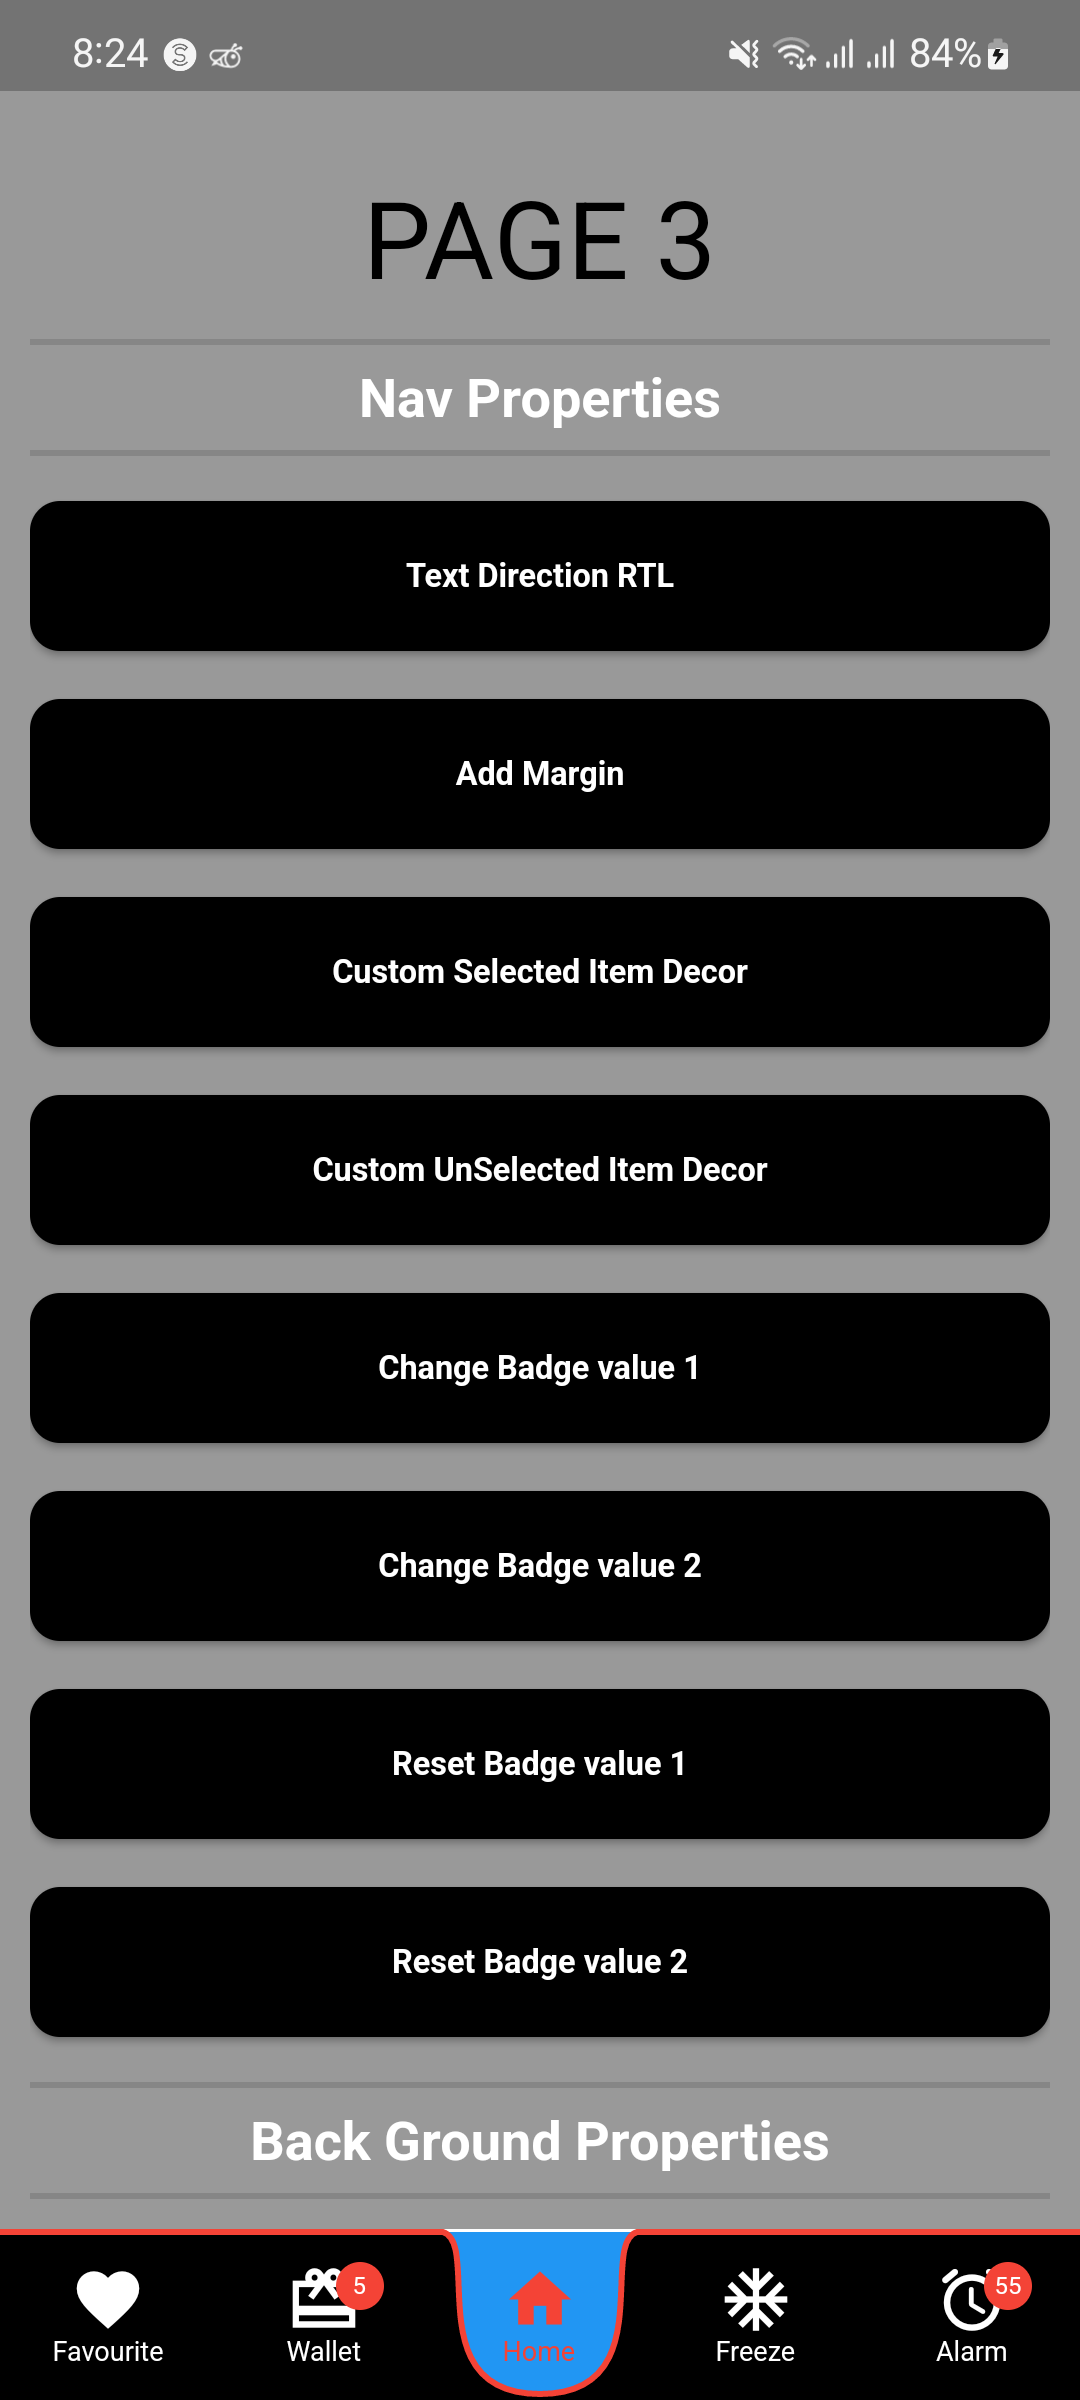 8:24 84%
PAGE 3
Nav Properties
Text Direction RTL
Add Margin
Custom Selected Item Decor
Custom UnSelected Item Decor
Change Badge value 1
Change Badge value 2
Reset Badge value 1
Reset Badge value 2
Back Ground Properties
5 55
Favourite Wallet Home Freeze Alarm